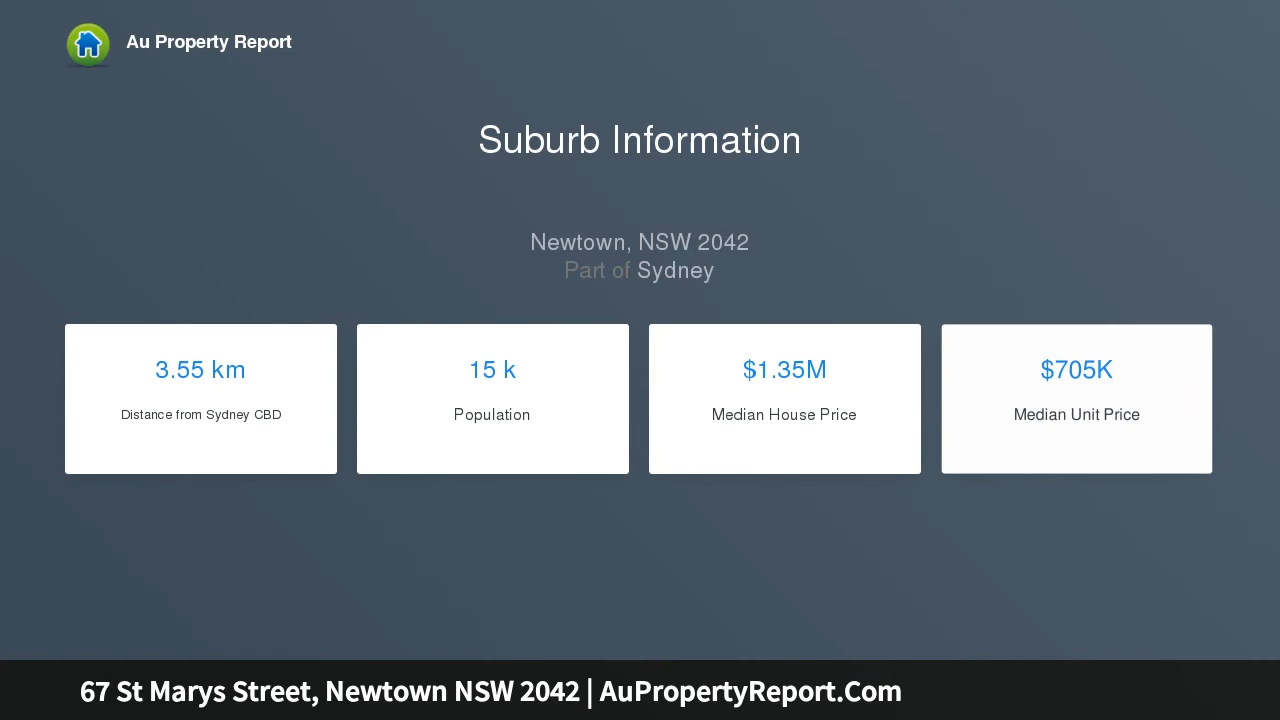 Au Property Report
Suburb Information
Newtown, NSW 2042
Part of Sydney
3.55 km
Distance from Sydney CBD
15 k
Population
$1.35M
Median House Price
$705K
Median Unit Price
67 St Marys Street, Newtown NSW 2042 | AuPropertyReport.Com